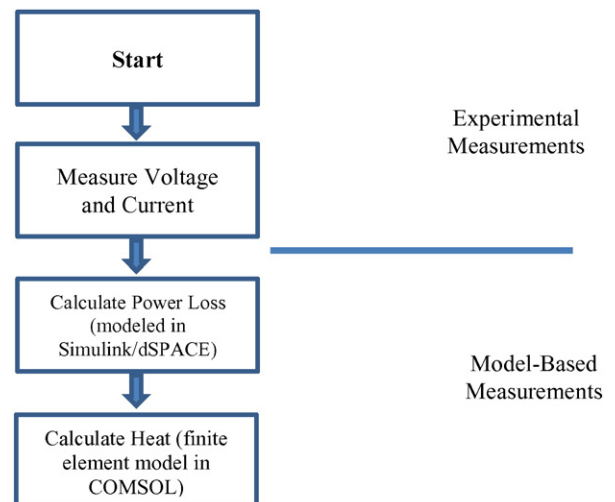 Start
Experimental
Measurements
Measure Voltage
and Current
Calculate Power Loss
(modeled in
Simulink/dSPACE)
Model-Based
Measurements
Calculate Heat (finite
element model in
COMSOL)